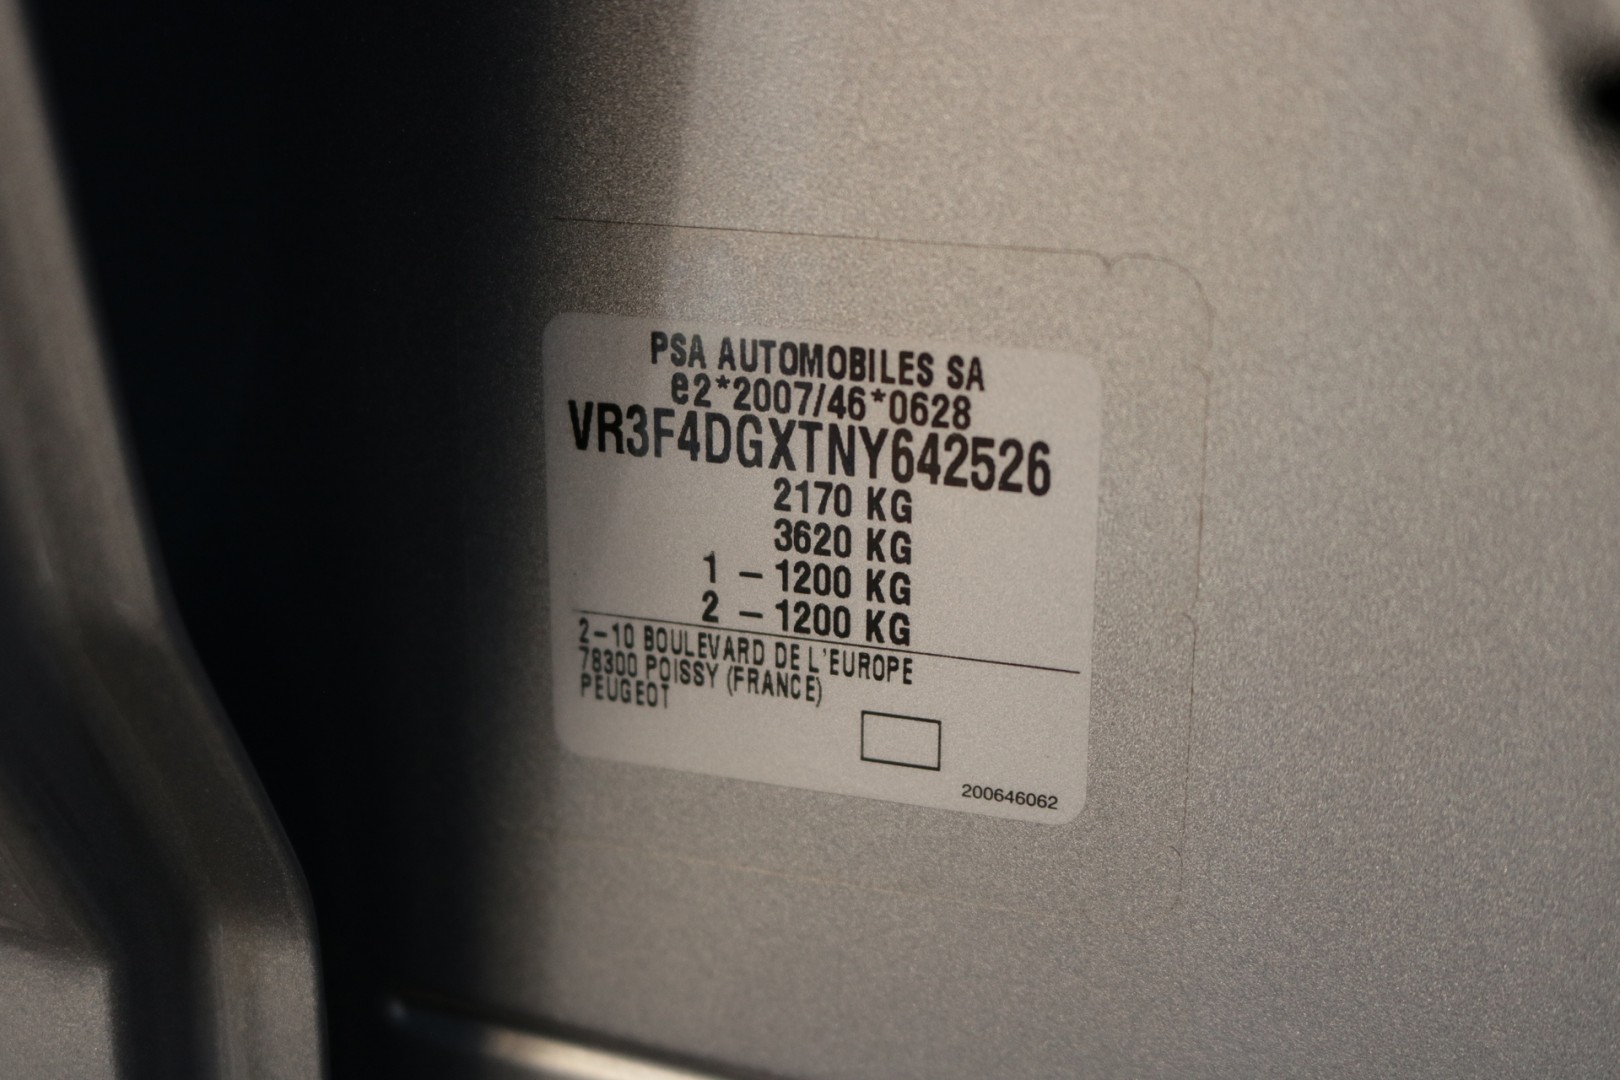 PSA AUTOMOBILES SA
e2*2007/46*0628
VR3F4DGXTNY642526
2170 KG
3620 KG
1 – 1200 KG
2 – 1200 KG
2–10 BOULEVARD DE L'EUROPE
78300 POISSY (FRANCE)
PEUGEOT
200646062